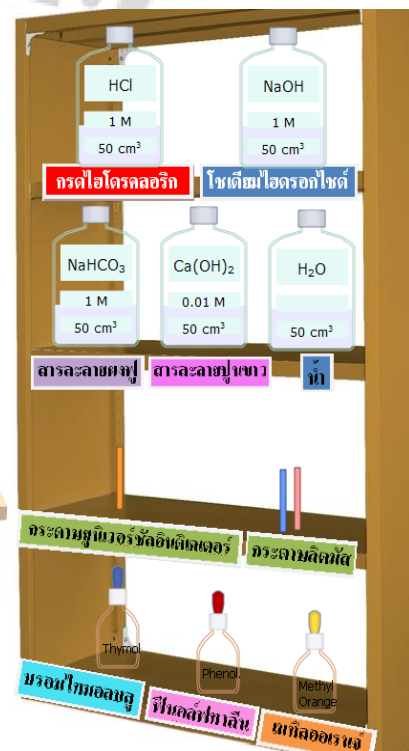 HCl
1 M
50 cm³
NaOH
1 M
50 cm³
กรดไฮโดรคลอริก
โซเดียมไฮดรอกไซด์
NaHCO₃
1 M
50 cm³
Ca(OH)₂
0.01 M
50 cm³
H₂O
50 cm³
สารละลายผงฟู
สารละลายปูนขาว
น้ำ
กระดาษยูนิเวอร์ซัลอินดิเคเตอร์
กระดาษลิตมัส
Thymol
Phenol.
Methyl
Orange
บรอมไทมอลบลู
ฟีนอล์ฟทาลีน
เมทิลออเรนจ์